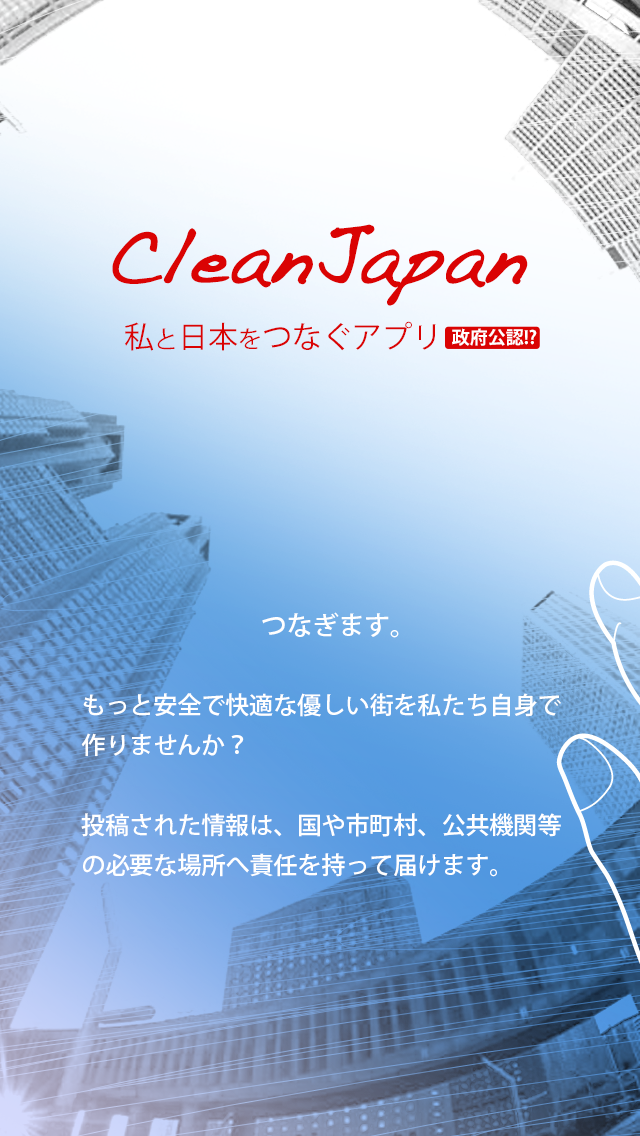 CleanJapan
私と日本をつなぐアプリ 政府公認!?
つなぎます。
もっと安全で快適な優しい街を私たち自身で
作りませんか？
投稿された情報は、国や市町村、公共機関等
の必要な場所へ責任を持って届けます。